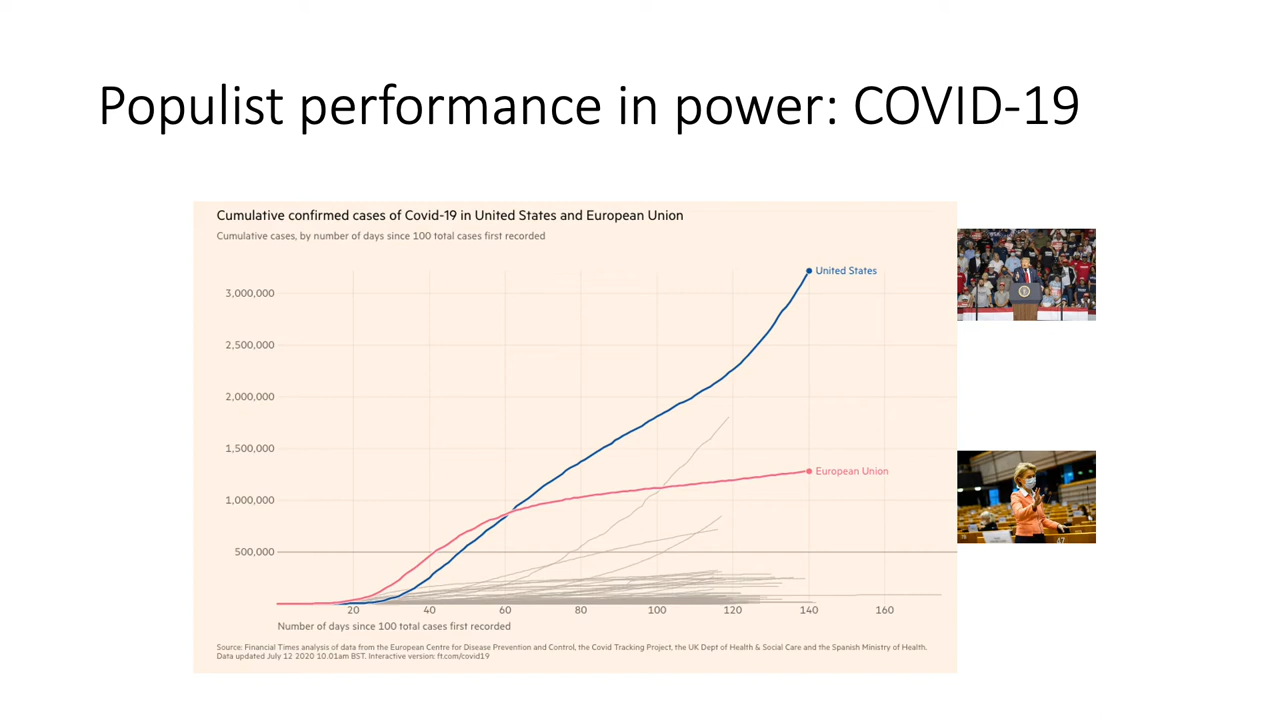 Populist performance in power: COVID-19
Cumulative confirmed cases of Covid-19 in United States and European Union
Cumulative cases, by number of days since 100 total cases first recorded
United States
3,000,000
2,500,000
2,000,000
1,500,000
European Union
1,000,000
500,000
20 40 60 80 100 120 140 160
Number of days since 100 total cases first recorded
Source: Financial Times analysis of data from the European Centre for Disease Prevention and Control, the Covid Tracking Project, the UK Dept of Health & Social Care and the Spanish Ministry of Health.
Data updated July 12 2020 10.01am BST. Interactive version: ft.com/covid19
47